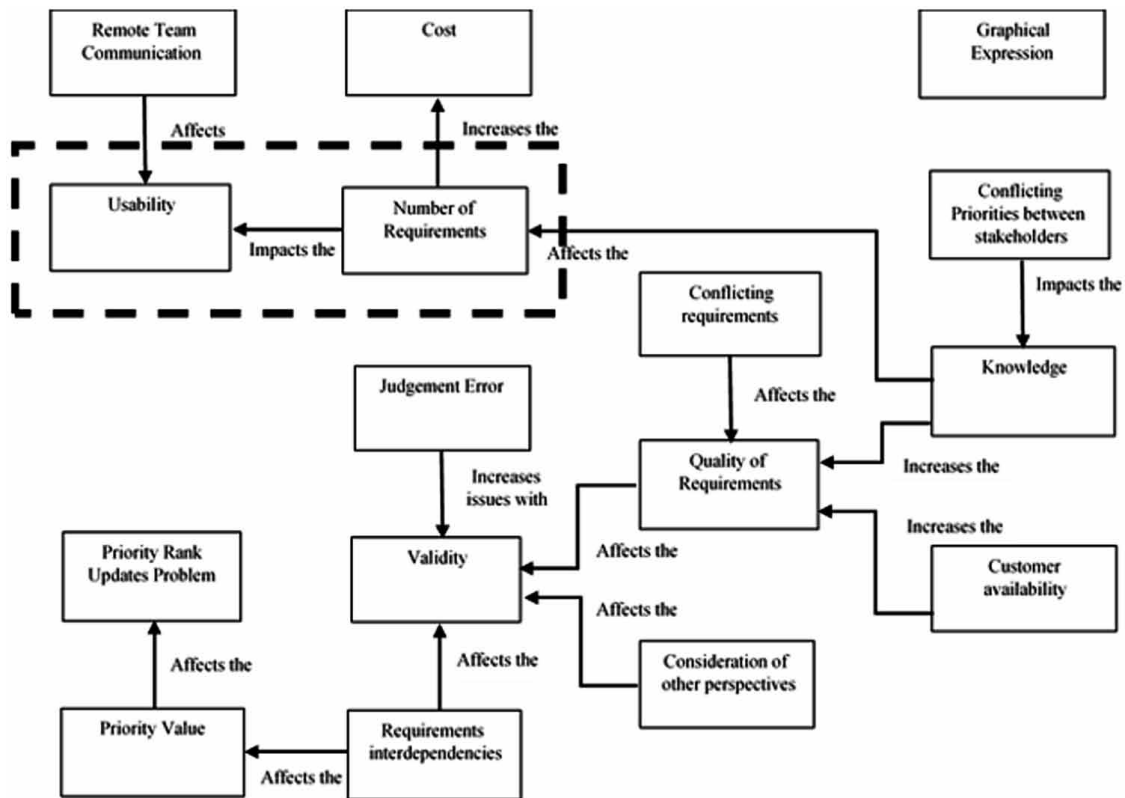 Remote Team
Communication
Cost
Graphical
Expression
Affects
Increases the
Usability
Number of
Requirements
Conflicting
Priorities between
stakeholders
Impacts the
Affects the
Impacts the
Conflicting
requirements
Knowledge
Judgement Error
Affects the
Quality of
Requirements
Increases the
Increases
issues with
Increases the
Priority Rank
Updates Problem
Validity
Affects the
Customer
availability
Affects the
Affects the
Affects the
Consideration of
other perspectives
Priority Value
Requirements
interdependencies
Affects the